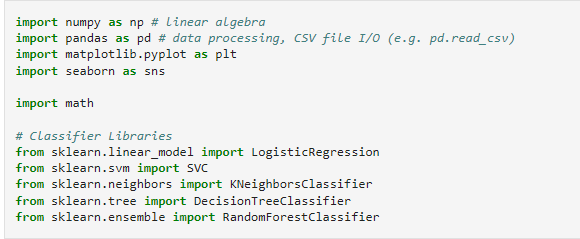 import numpy as np # linear algebra
import pandas as pd # data processing, CSV file I/O (e.g. pd.read_csv)
import matplotlib.pyplot as plt
import seaborn as sns
import math
# Classifier Libraries
from sklearn.linear_model import LogisticRegression
from sklearn.svm import SVC
from sklearn.neighbors import KNeighborsClassifier
from sklearn.tree import DecisionTreeClassifier
from sklearn.ensemble import RandomForestClassifier